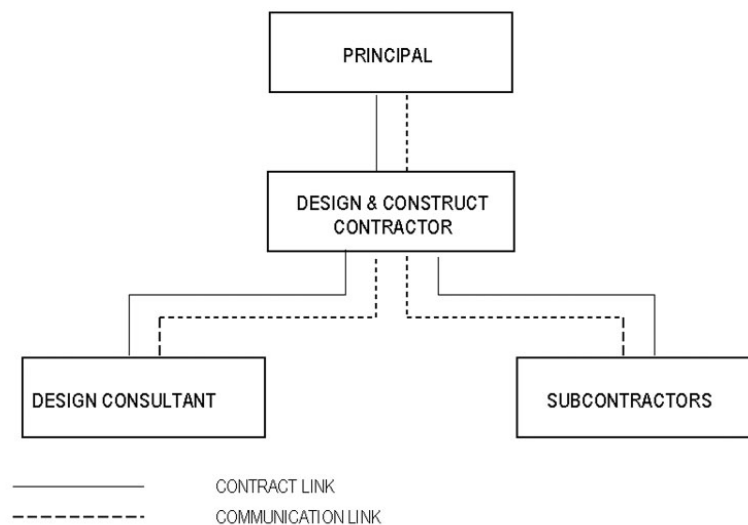 PRINCIPAL
DESIGN & CONSTRUCT
CONTRACTOR
DESIGN CONSULTANT
SUBCONTRACTORS
CONTRACT LINK
COMMUNICATION LINK